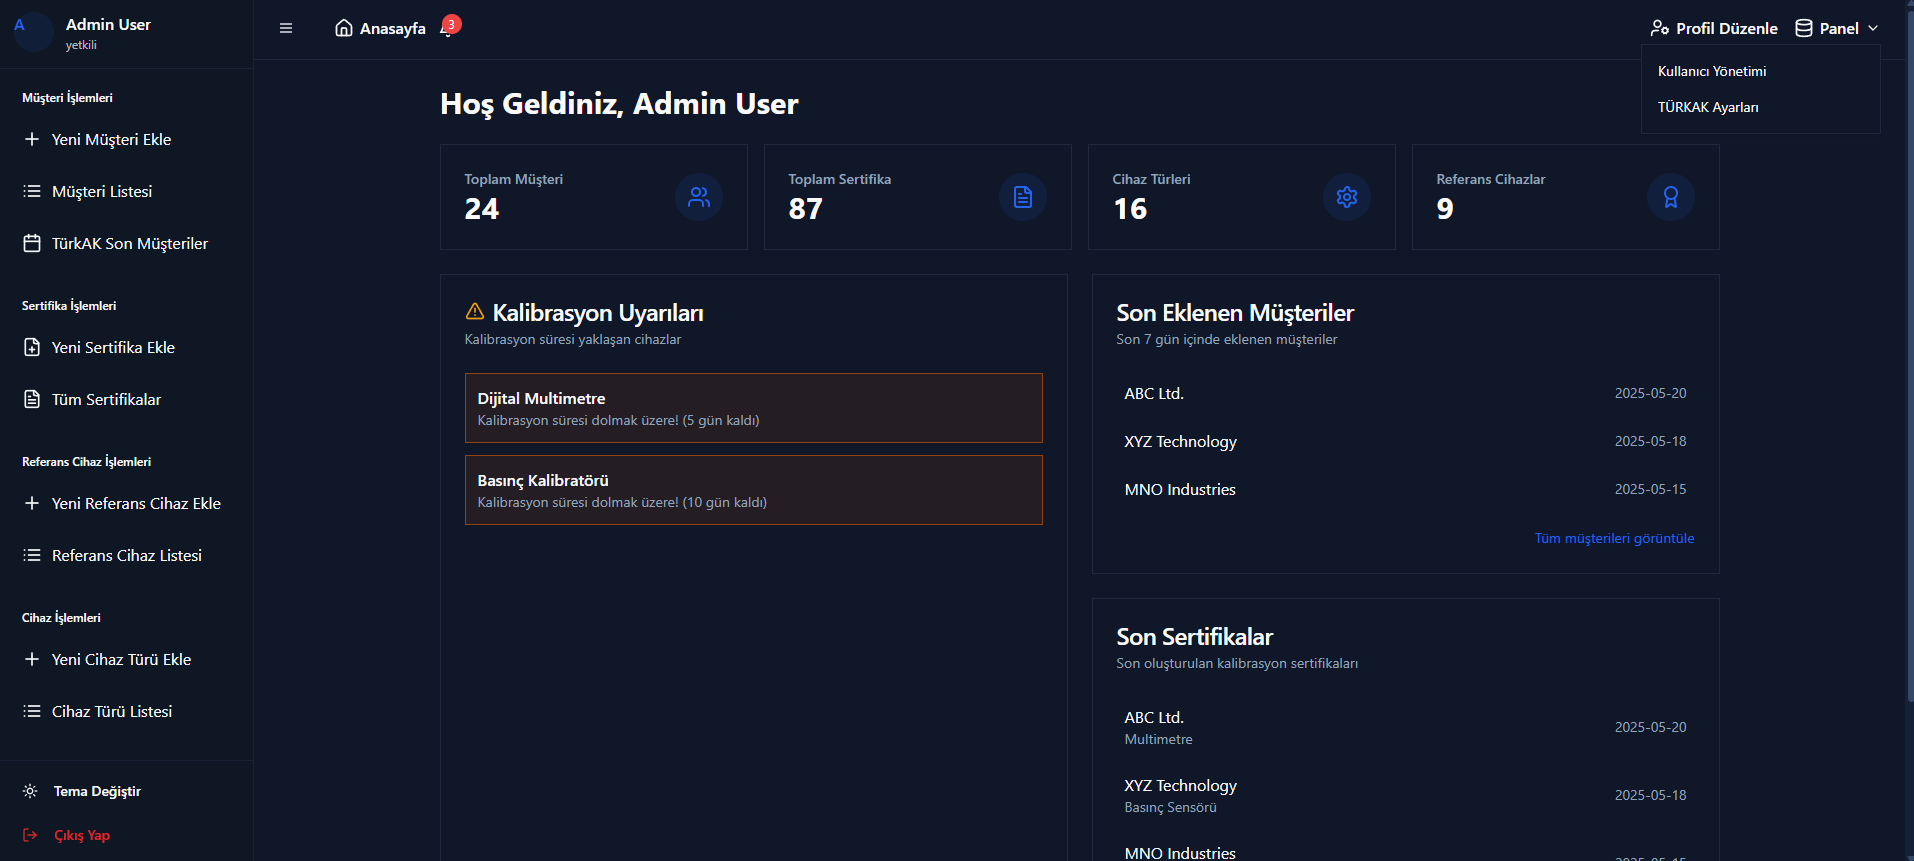 A
Admin User
yetkili
Müşteri İşlemleri
Yeni Müşteri Ekle
Müşteri Listesi
TürkAK Son Müşteriler
Sertifika İşlemleri
Yeni Sertifika Ekle
Tüm Sertifikalar
Referans Cihaz İşlemleri
Yeni Referans Cihaz Ekle
Referans Cihaz Listesi
Cihaz İşlemleri
Yeni Cihaz Türü Ekle
Cihaz Türü Listesi
Tema Değiştir
Çıkış Yap
Anasayfa 3
Profil Düzenle Panel
Kullanıcı Yönetimi
TÜRKAK Ayarları
Hoş Geldiniz, Admin User
Toplam Müşteri
24
Toplam Sertifika
87
Cihaz Türleri
16
Referans Cihazlar
9
Kalibrasyon Uyarıları
Kalibrasyon süresi yaklaşan cihazlar
Dijital Multimetre
Kalibrasyon süresi dolmak üzere! (5 gün kaldı)
Basınç Kalibratörü
Kalibrasyon süresi dolmak üzere! (10 gün kaldı)
Son Eklenen Müşteriler
Son 7 gün içinde eklenen müşteriler
ABC Ltd. 2025-05-20
XYZ Technology 2025-05-18
MNO Industries 2025-05-15
Tüm müşterileri görüntüle
Son Sertifikalar
Son oluşturulan kalibrasyon sertifikaları
ABC Ltd.
Multimetre
2025-05-20
XYZ Technology
Basınç Sensörü
2025-05-18
MNO Industries